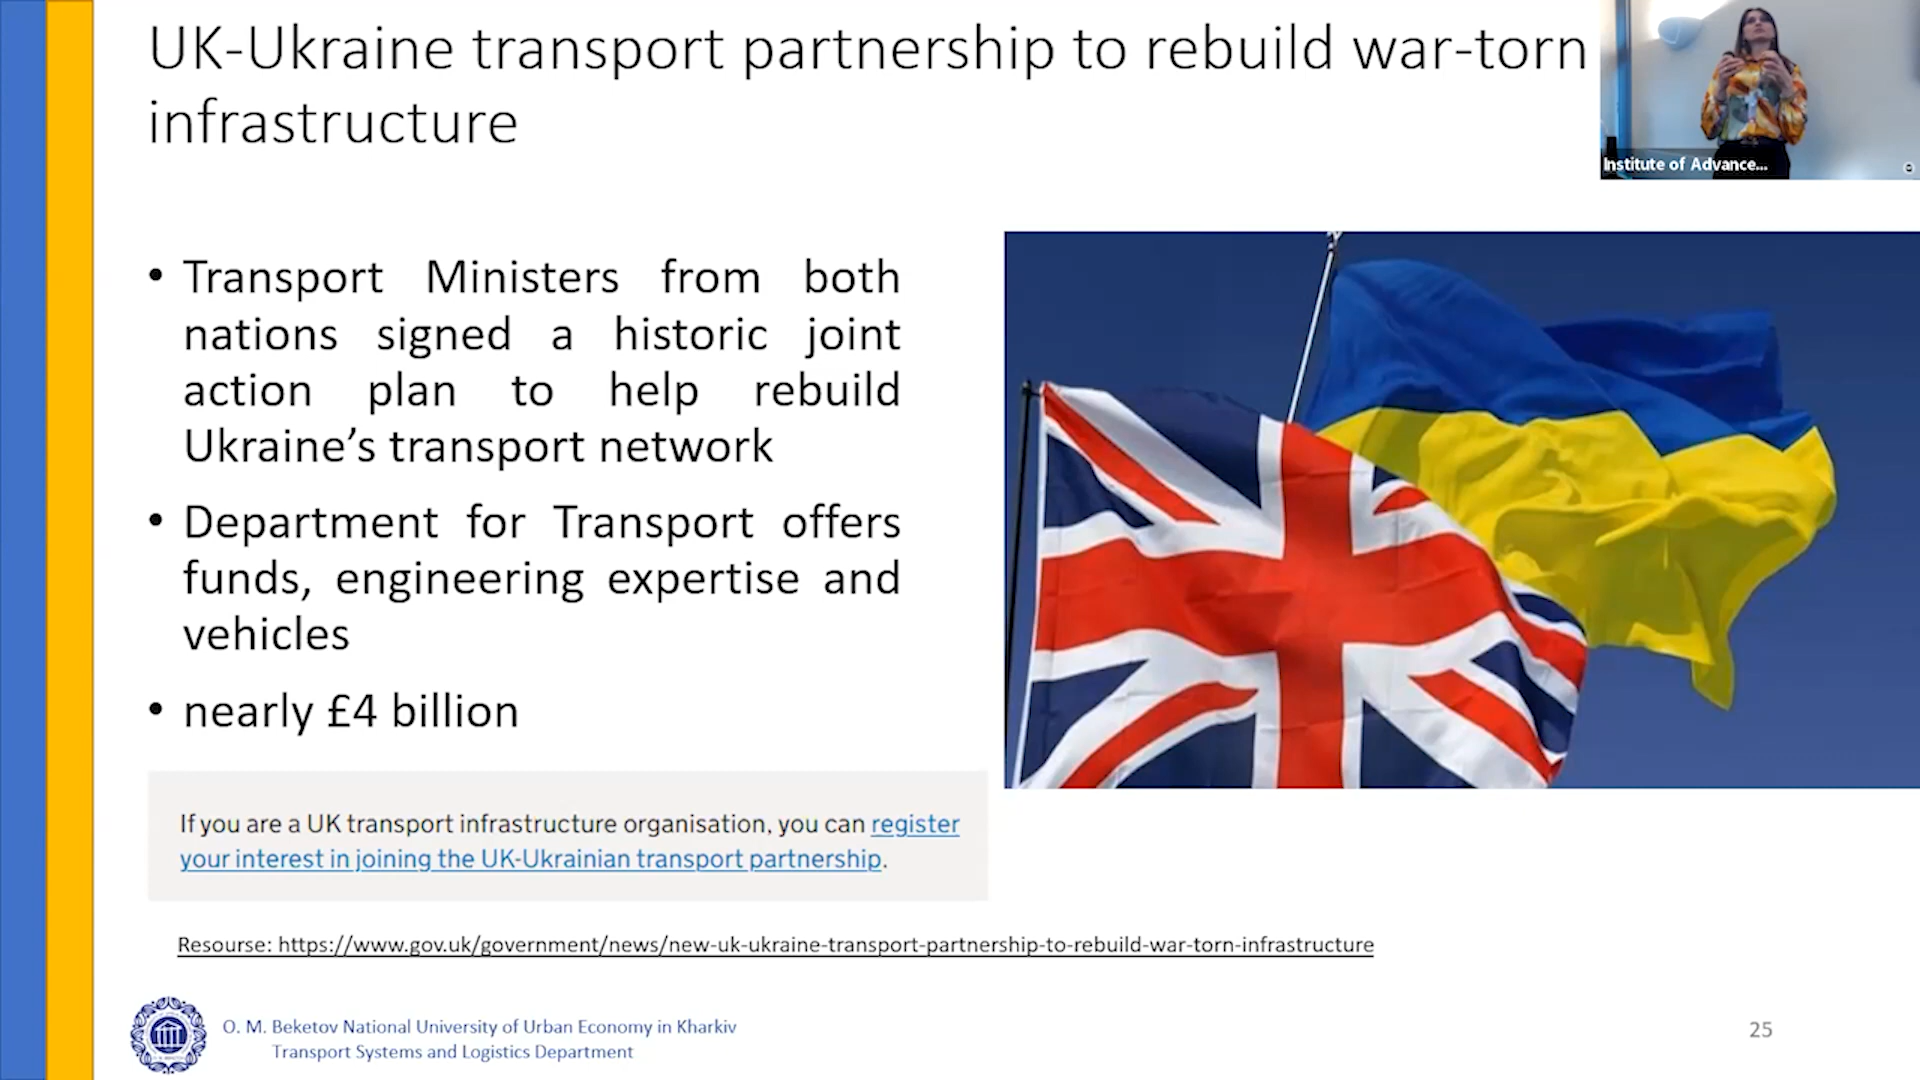 UK-Ukraine transport partnership to rebuild war-torn
infrastructure
Institute of Advance...
• Transport Ministers from both
nations signed a historic joint
action plan to help rebuild
Ukraine’s transport network
• Department for Transport offers
funds, engineering expertise and
vehicles
• nearly £4 billion
If you are a UK transport infrastructure organisation, you can register
your interest in joining the UK-Ukrainian transport partnership.
Resourse: https://www.gov.uk/government/news/new-uk-ukraine-transport-partnership-to-rebuild-war-torn-infrastructure
O. M. Beketov National University of Urban Economy in Kharkiv
Transport Systems and Logistics Department
25